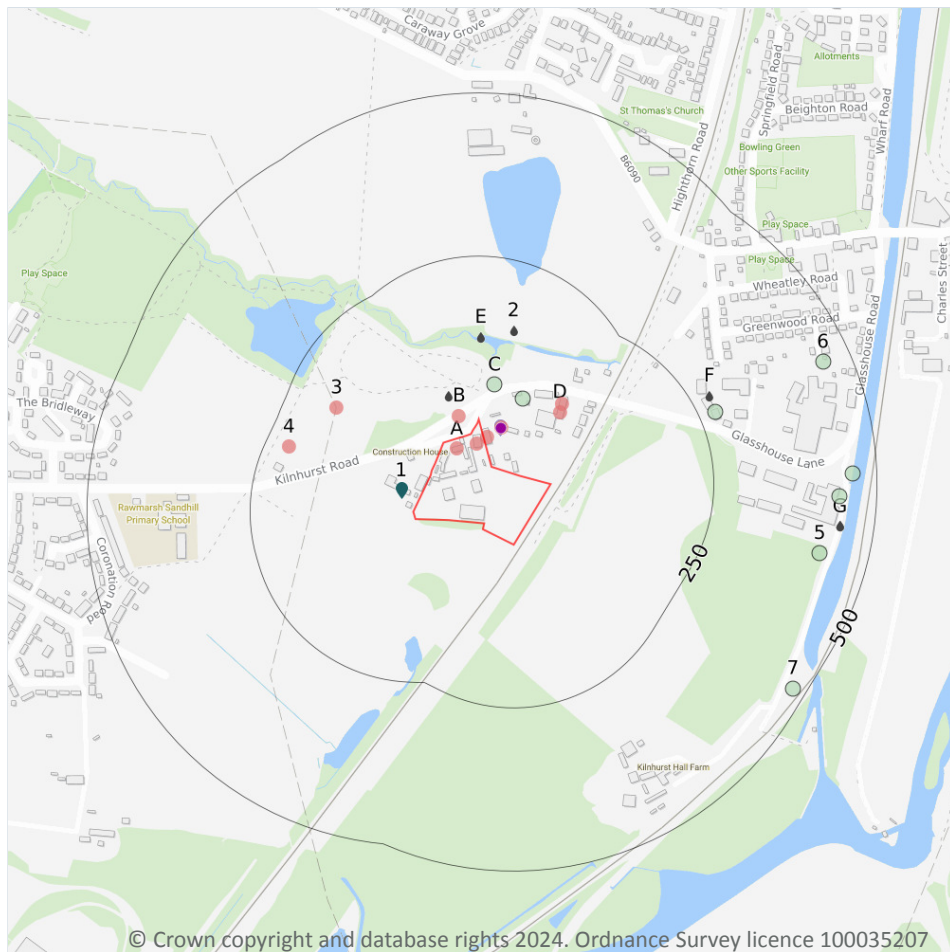 Caraway Grove
Allotments
Springfield Road
Beighton Road
Wharf Road
St Thomas's Church
B6090
Highthorn Road
Bowling Green
Other Sports Facility
Play Space
Play Space
Play Space
Wheatley Road
Charles Street
Greenwood Road
Glasshouse Road
E
2
6
C
F
3
B
D
The Bridleway
4
A
Construction House
Glasshouse Lane
Kilnhurst Road
1
Rawmarsh Sandhill
Primary School
G
5
Coronation Road
250
500
7
Kilnhurst Hall Farm
© Crown copyright and database rights 2024. Ordnance Survey licence 100035207